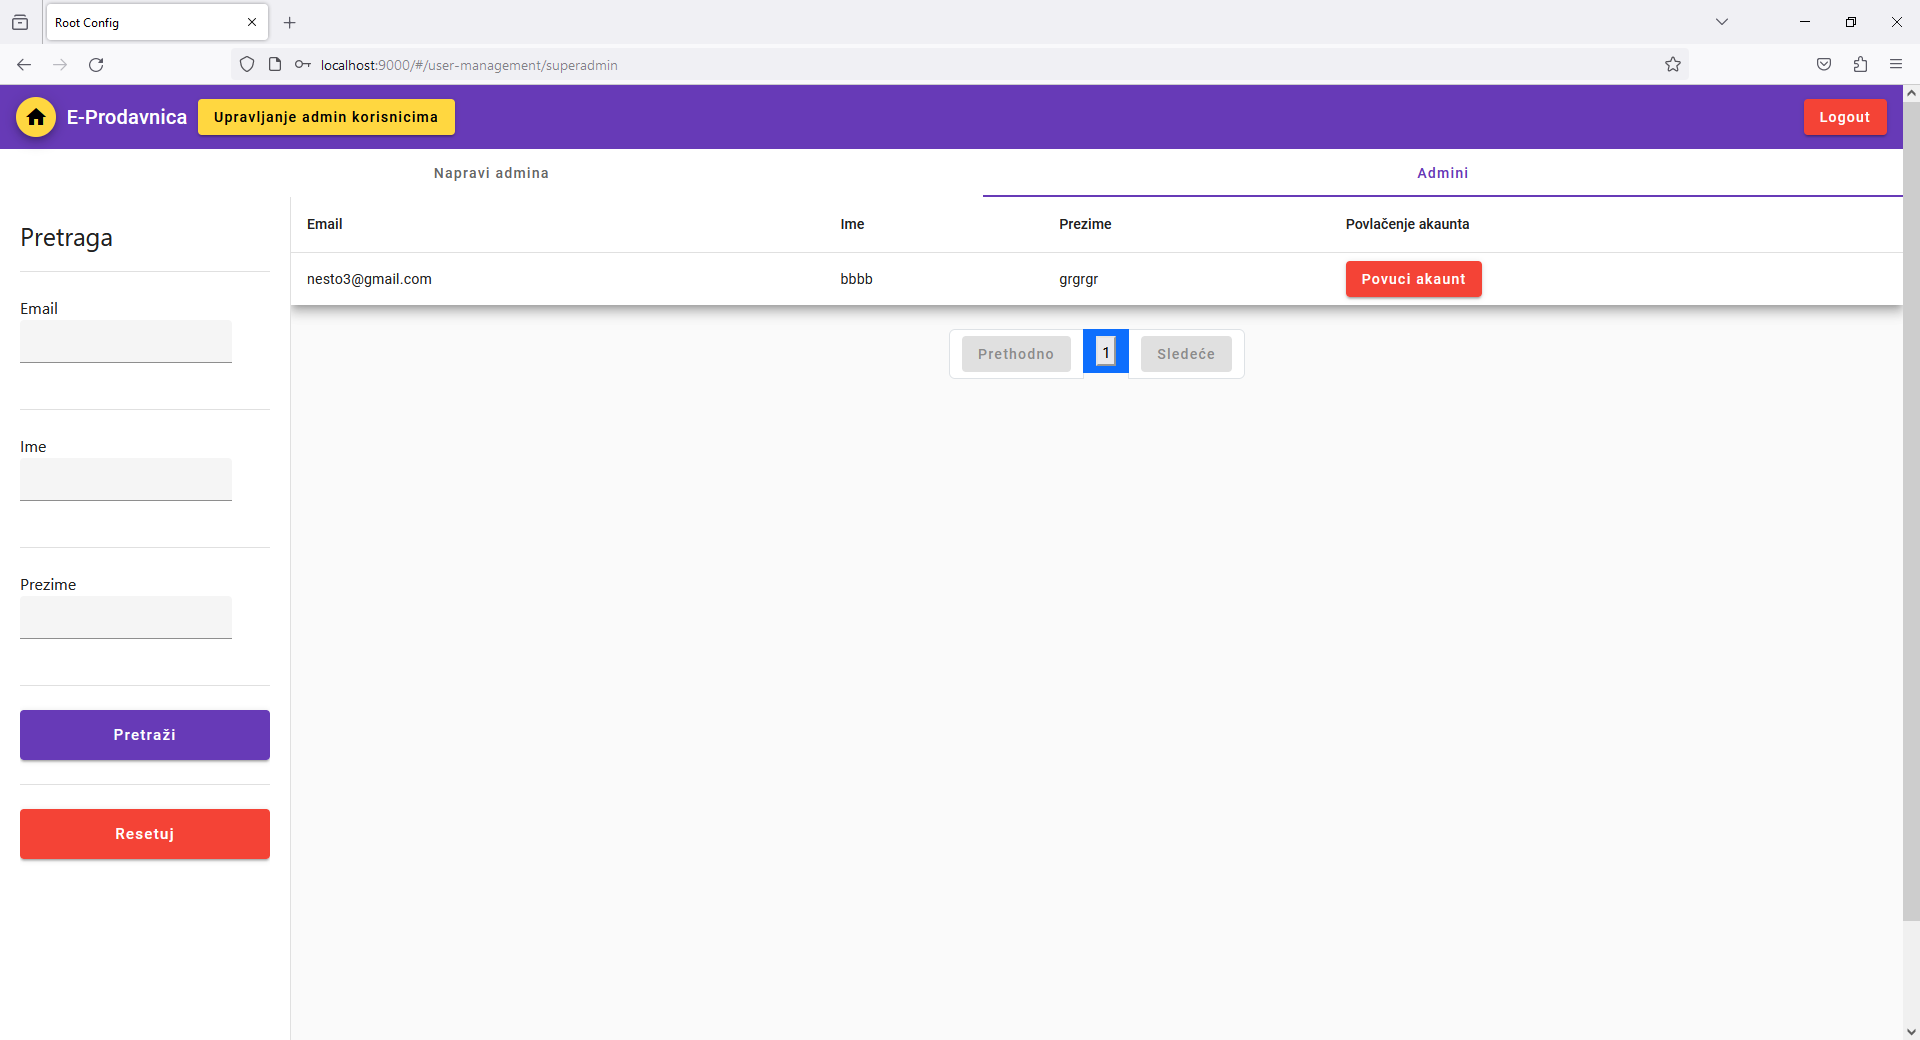 Root Config
localhost:9000/#/user-management/superadmin
E-Prodavnica
Upravljanje admin korisnicima
Logout
Napravi admina
Admini
Pretraga
Email
Ime
Prezime
Pretraži
Resetuj
Email Ime Prezime Povlačenje akaunta
nesto3@gmail.com bbbb grgrgr Povuci akaunt
Prethodno 1 Sledeće